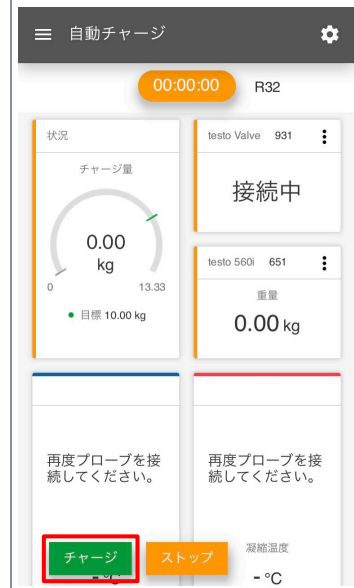 自動チャージ
00:00:00
R32
状況
チャージ量
0.00
kg
0
13.33
目標 10.00 kg
testo Valve 931
接続中
testo 560i 651
重量
0.00 kg
再度プローブを接
続してください。
再度プローブを接
続してください。
凝縮温度
チャージ
ストップ
- °C
- °C